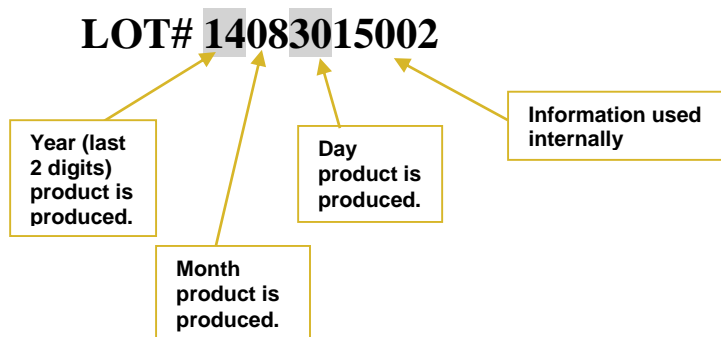 LOT# 14083015002
Year (last
2 digits)
product is
produced.
Month
product is
produced.
Day
product is
produced.
Information used
internally